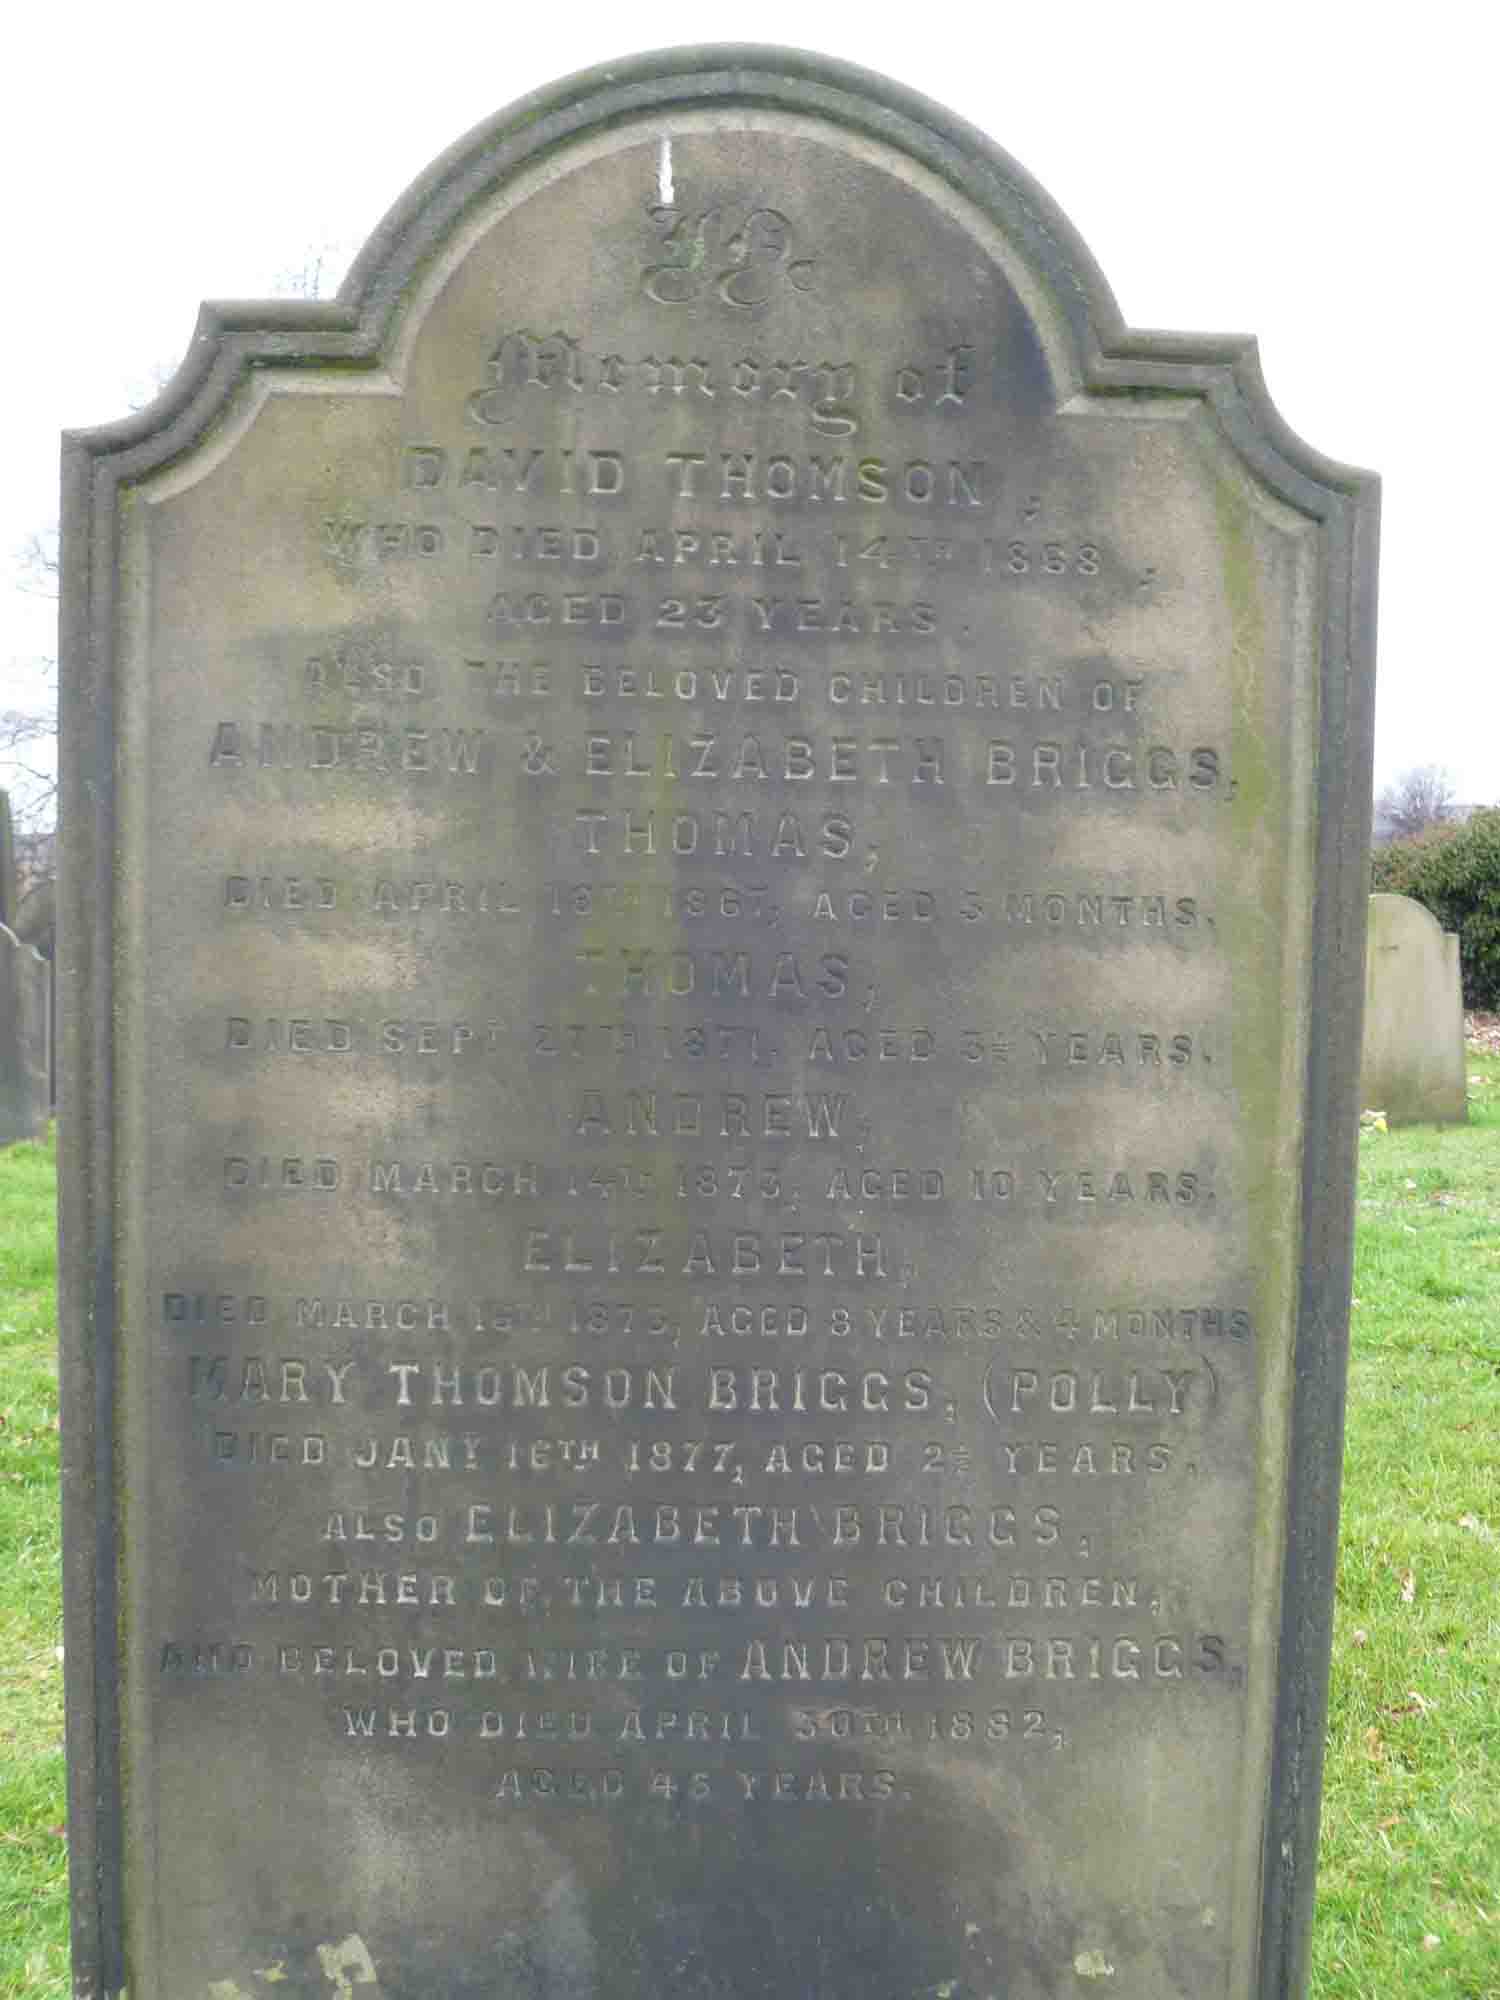 In
Memory of
DAVID THOMSON,
WHO DIED APRIL 14TH 1868,
AGED 23 YEARS.
ALSO THE BELOVED CHILDREN OF
ANDREW & ELIZABETH BRIGGS,
THOMAS,
DIED APRIL 1867, AGED 5 MONTHS.
THOMAS,
DIED SEPT 27TH 1871, AGED 3½ YEARS.
ANDREW,
DIED MARCH 14TH 1873, AGED 10 YEARS.
ELIZABETH,
DIED MARCH 1873, AGED 8 YEARS & 4 MONTHS
MARY THOMSON BRIGGS, (POLLY)
DIED JANY 16TH 1877, AGED 2½ YEARS.
ALSO ELIZABETH BRIGGS,
MOTHER OF THE ABOVE CHILDREN,
AND BELOVED WIFE OF ANDREW BRIGGS,
WHO DIED APRIL 30TH 1882,
AGED YEARS.